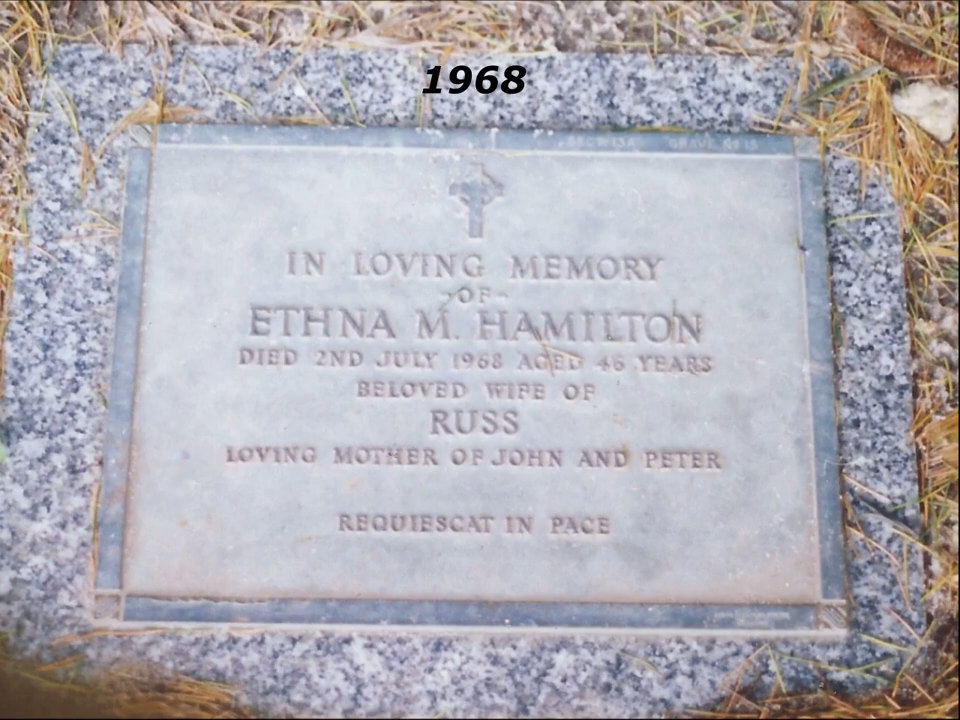 1968
IN LOVING MEMORY
OF
ETHNA M. HAMILTON
DIED 2ND JULY 1968 AGED 46 YEARS
BELOVED WIFE OF
RUSS
LOVING MOTHER OF JOHN AND PETER
REQUIESCAT IN PACE